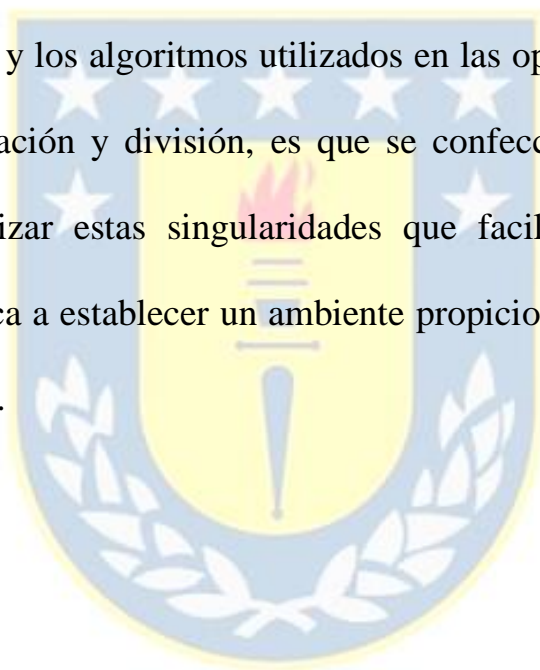 y los algoritmos utilizados en las op
ación y división, es que se confecc
izar estas singularidades que facil
ca a establecer un ambiente propicio
.